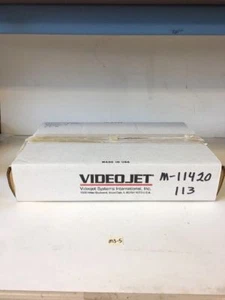 MADE IN USA
VIDEOJET M-11420
Videojet Systems International, Inc. 113